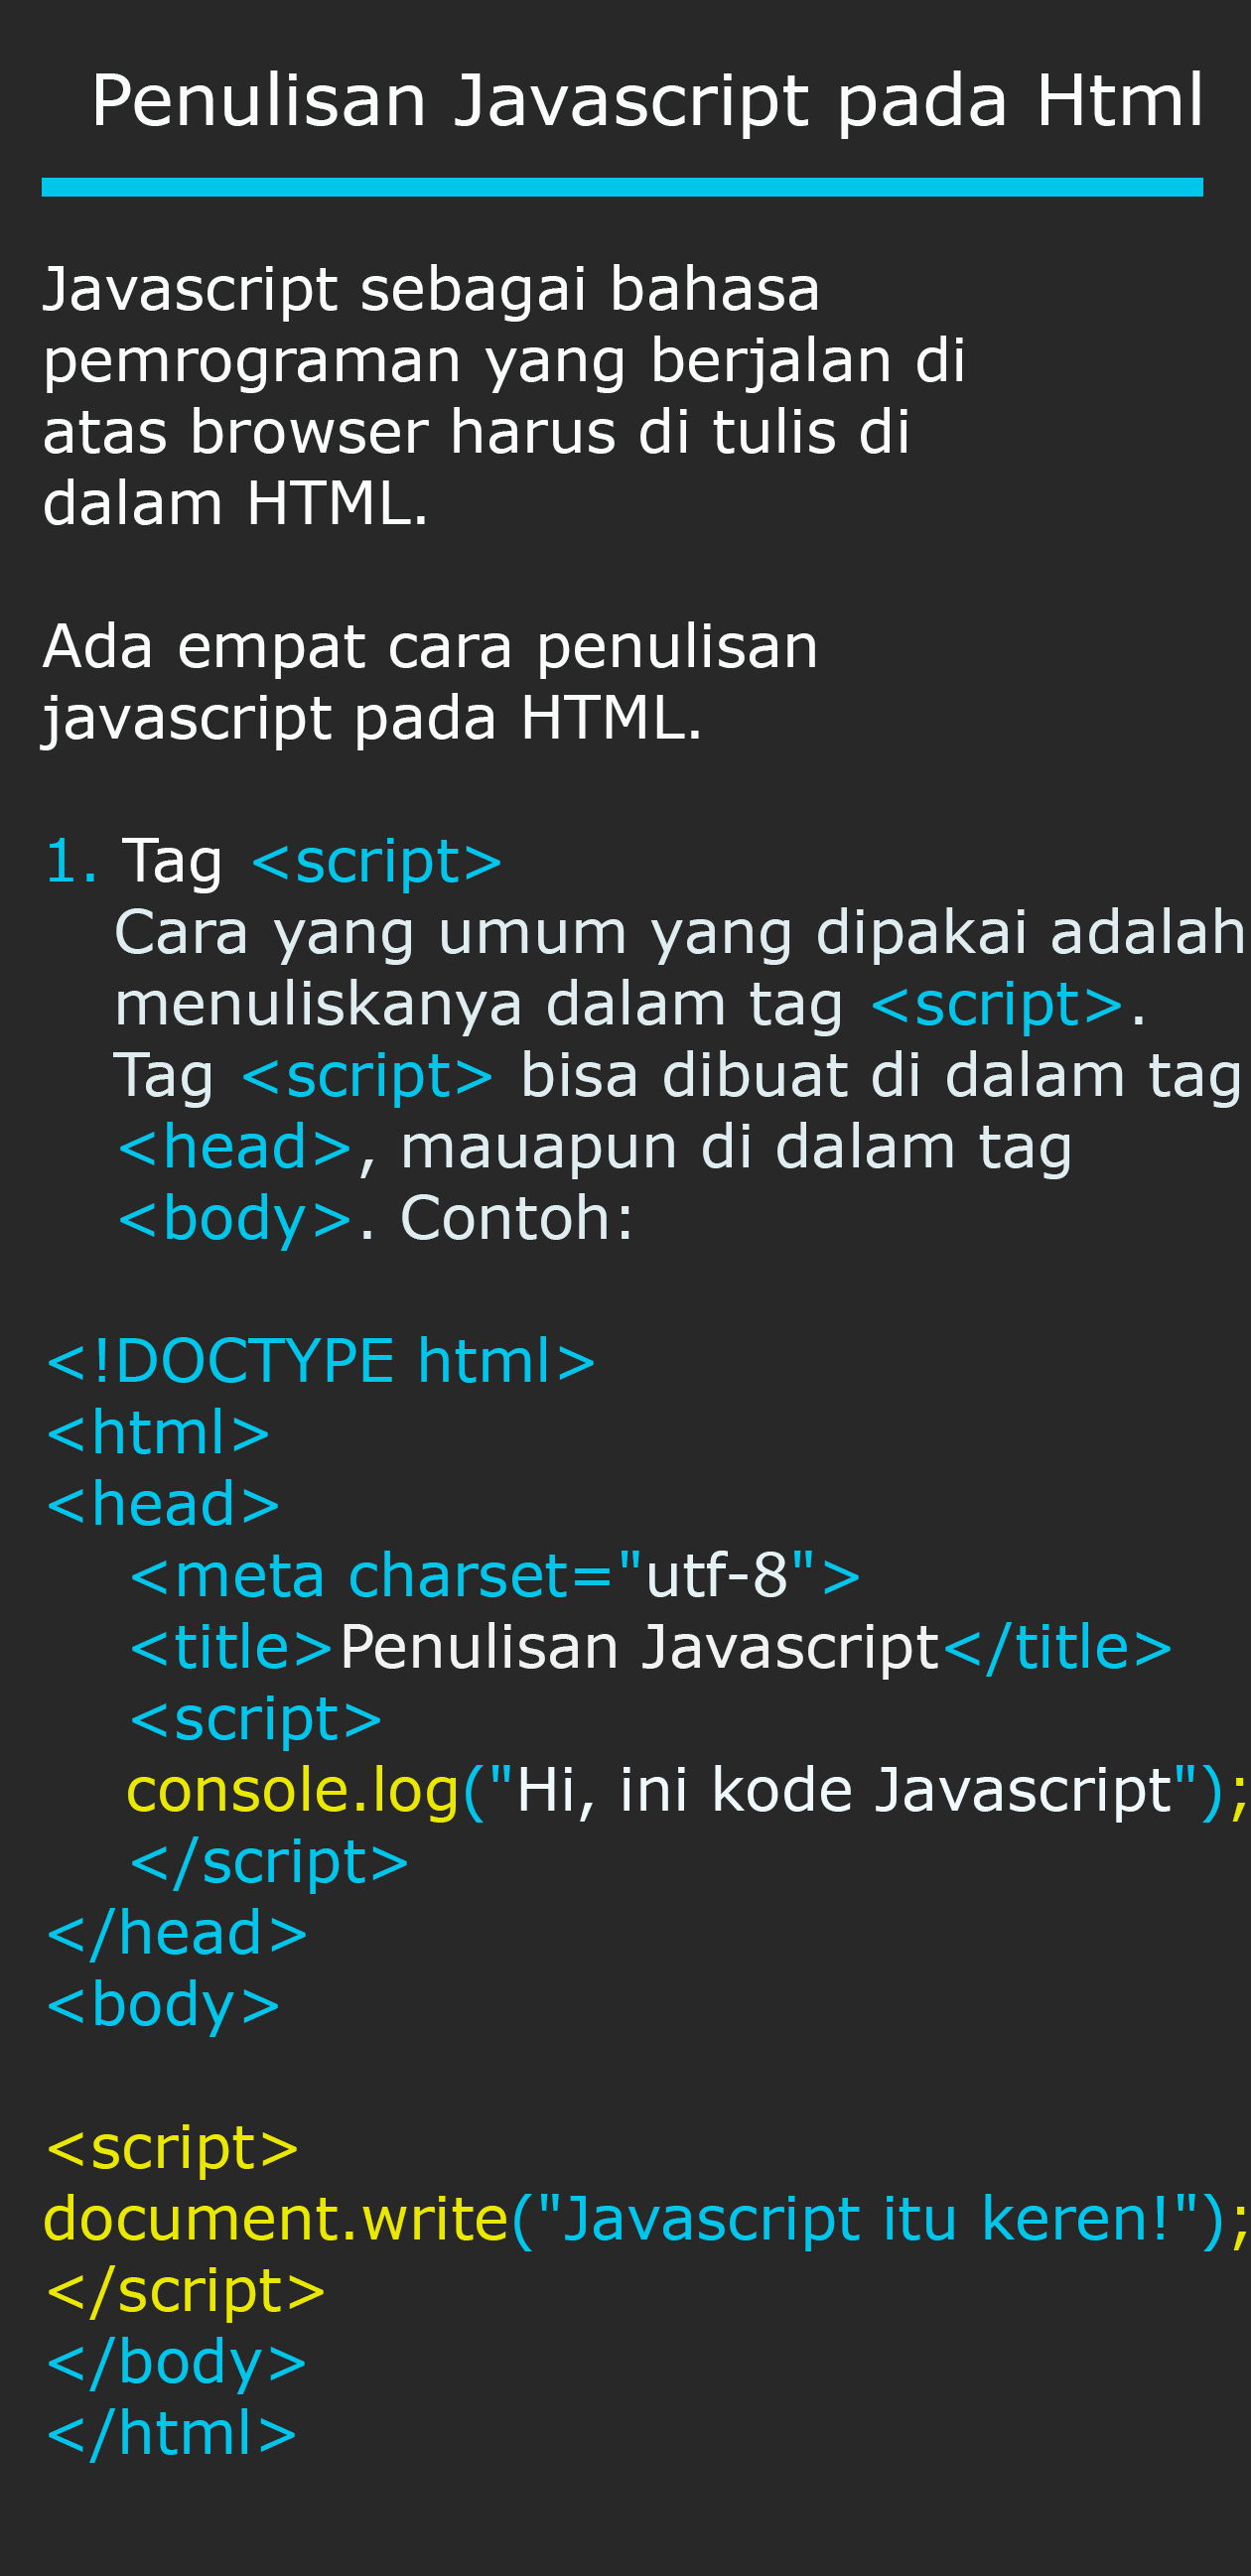 Penulisan Javascript pada Html
Javascript sebagai bahasa
pemrograman yang berjalan di
atas browser harus di tulis di
dalam HTML.
Ada empat cara penulisan
javascript pada HTML.
1. Tag <script>
Cara yang umum yang dipakai adalah
menuliskanya dalam tag <script>.
Tag <script> bisa dibuat di dalam tag
<head>, mauapun di dalam tag
<body>. Contoh:
<!DOCTYPE html>
<html>
<head>
<meta charset="utf-8">
<title>Penulisan Javascript</title>
<script>
console.log("Hi, ini kode Javascript");
</script>
</head>
<body>
<script>
document.write("Javascript itu keren!");
</script>
</body>
</html>